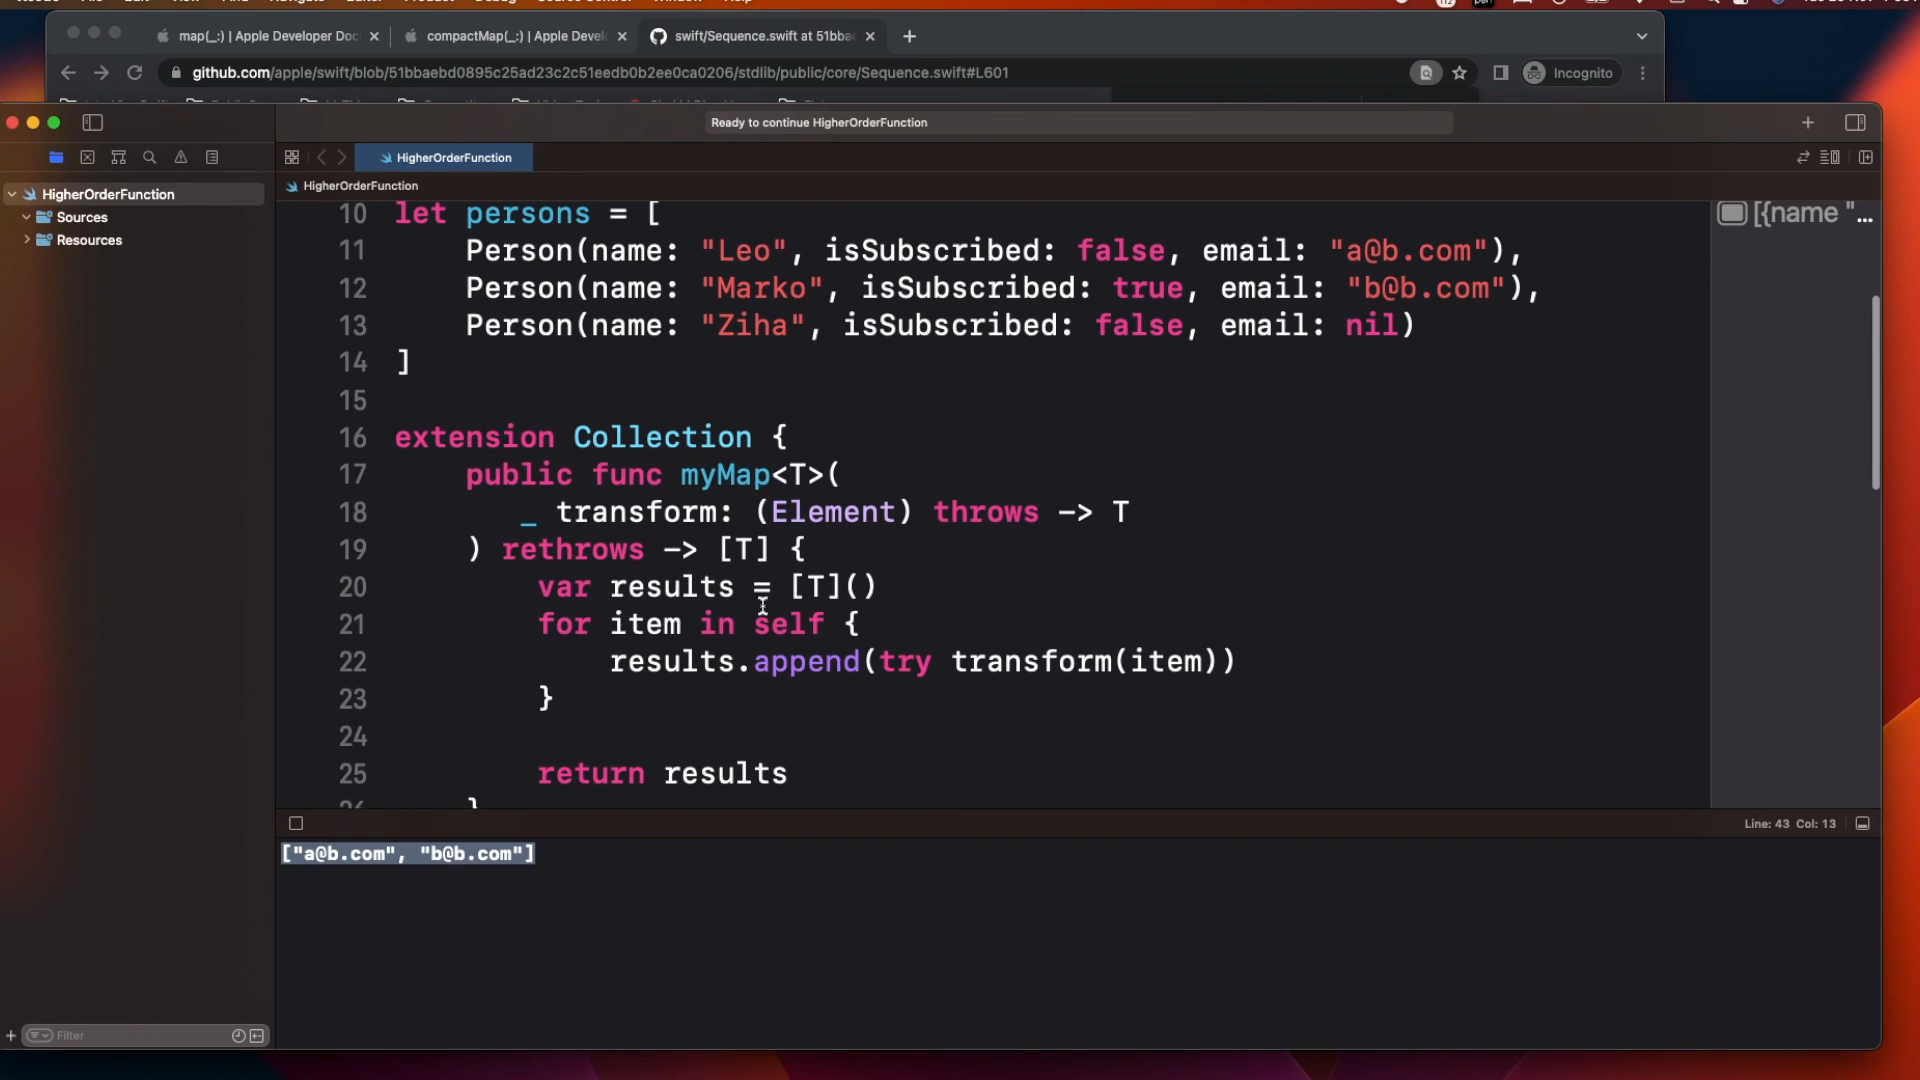 map(_:) | Apple Developer Doc
compactMap(_:) | Apple Devel
swift/Sequence.swift at 51bbae
github.com/apple/swift/blob/51bbaebd0895c25ad23c2c51eedb0b2ee0ca0206/stdlib/public/core/Sequence.swift#L601
Incognito
Ready to continue HigherOrderFunction
HigherOrderFunction
HigherOrderFunction
HigherOrderFunction
Sources
Resources
10 let persons = [
11 Person(name: "Leo", isSubscribed: false, email: "a@b.com"),
12 Person(name: "Marko", isSubscribed: true, email: "b@b.com"),
13 Person(name: "Ziha", isSubscribed: false, email: nil)
14 ]
15
16 extension Collection {
17 public func myMap<T>(
18 _ transform: (Element) throws -> T
19 ) rethrows -> [T] {
20 var results = [T]()
21 for item in self {
22 results.append(try transform(item))
23 }
24
25 return results
26 }
[{name "...
Line: 43 Col: 13
["a@b.com", "b@b.com"]
Filter